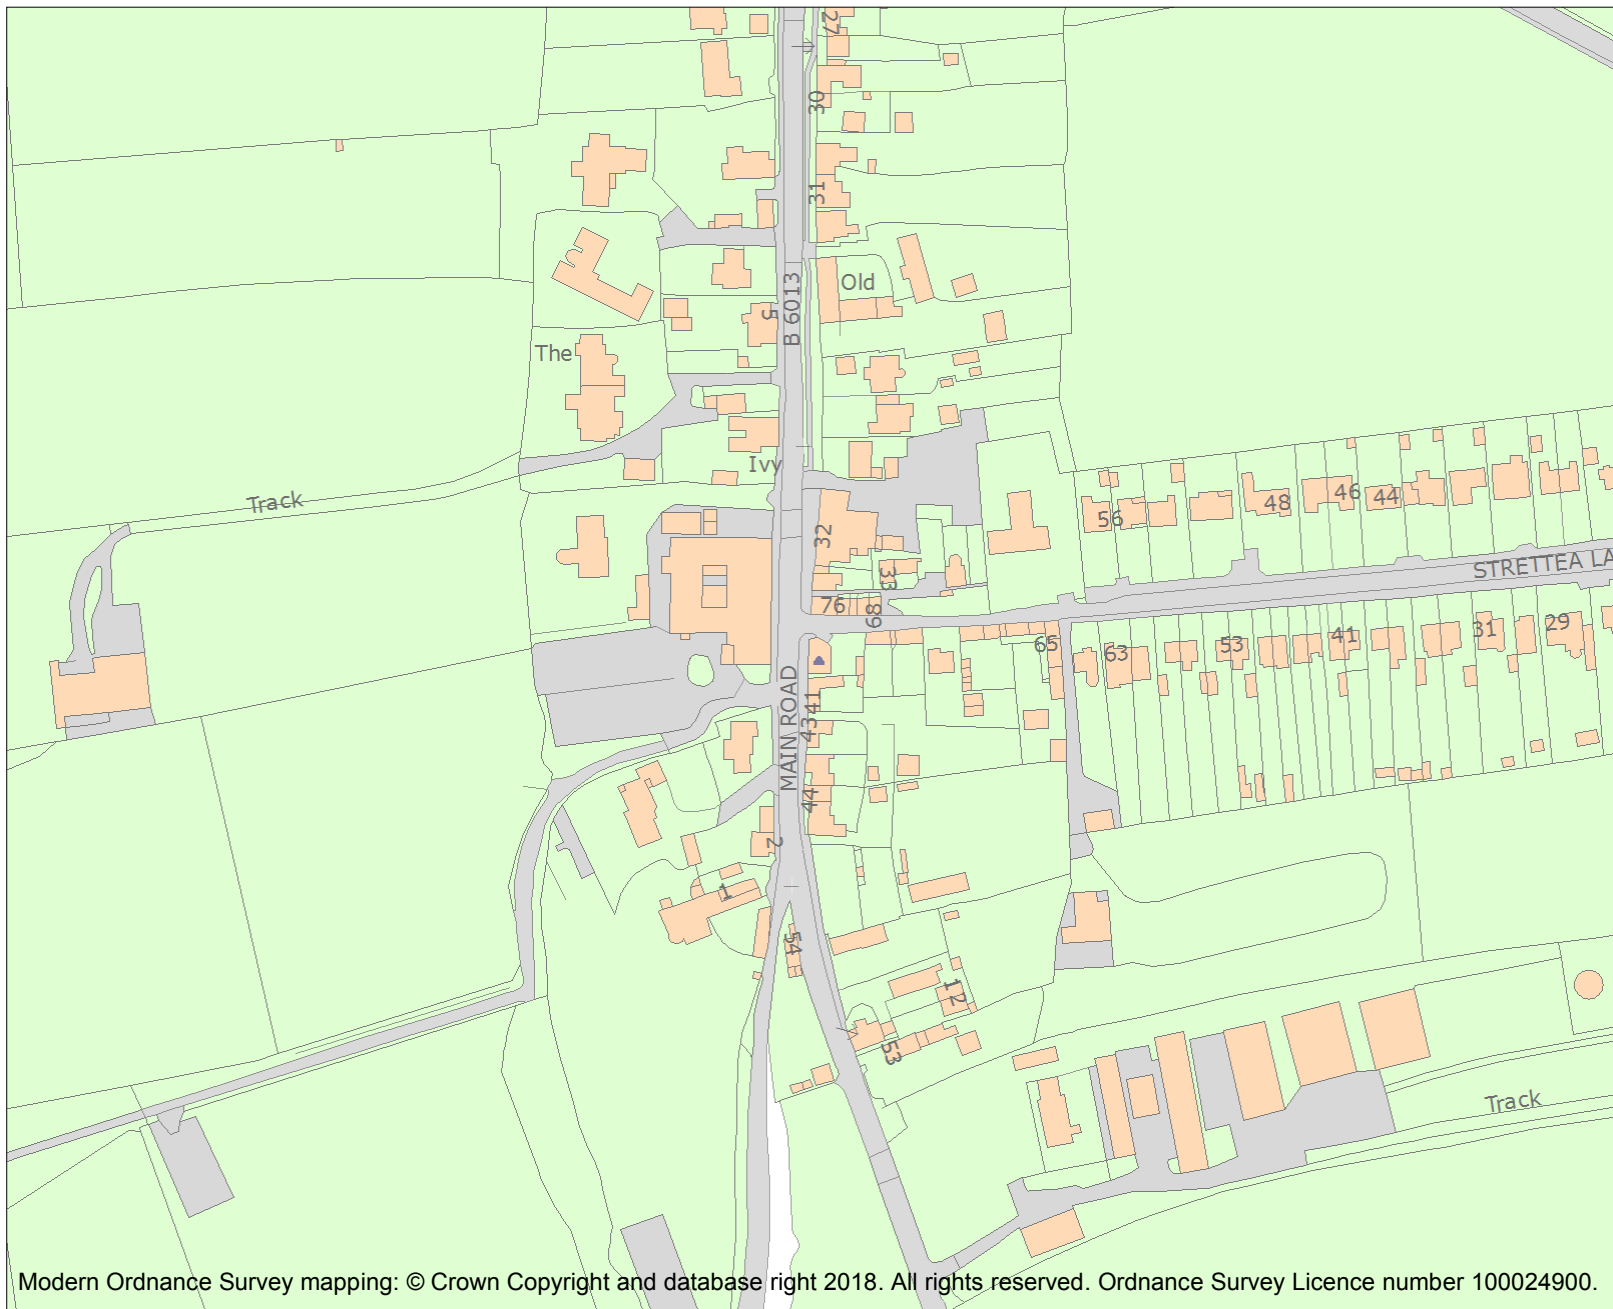 27
30
31
Old
5
B 6013
The
Ivy
Track
56
48
46
44
32
33
STRETTEA LA
76
68
65
63
53
41
31
29
MAIN ROAD
41
43
44
2
1
54
12
53
Track
Modern Ordnance Survey mapping: © Crown Copyright and database right 2018. All rights reserved. Ordnance Survey Licence number 100024900.